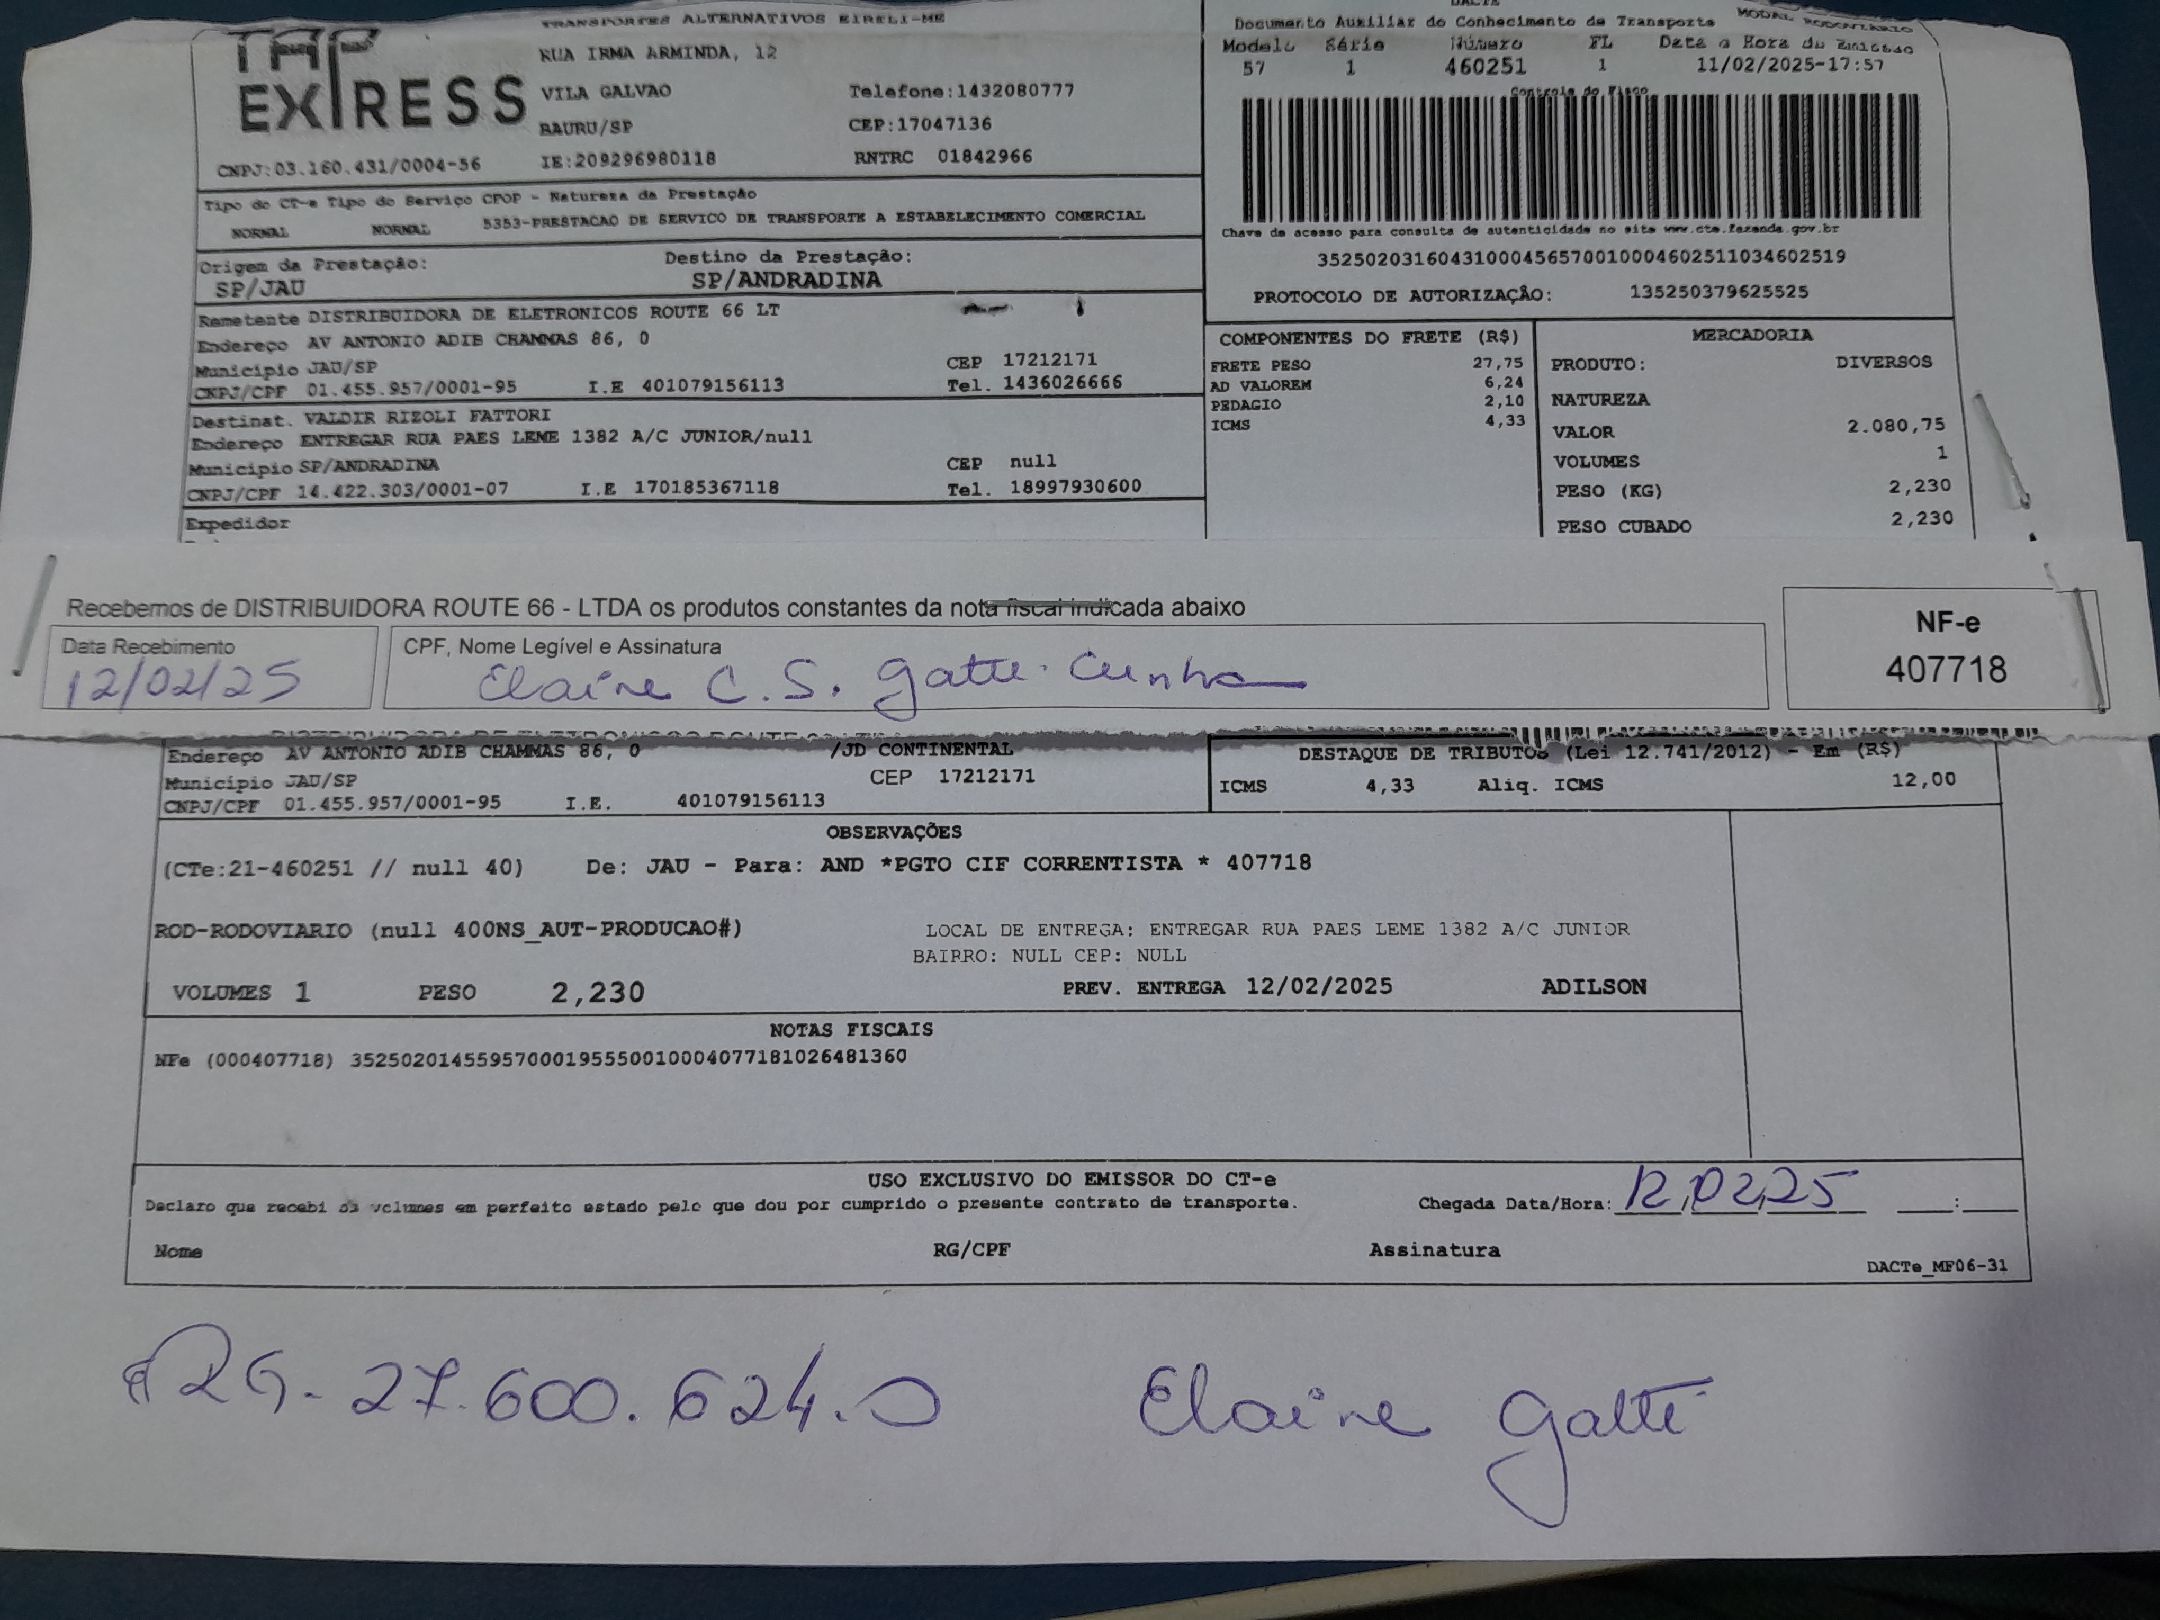 TRANSPORTES ALTERNATIVOS EIRELI-ME
TAP EXPRESS
RUA IRMA ARMINDA, 12
VILA GALVAO Telefone:1432080777
BAURU/SP CEP:17047136
CNPJ:03.160.431/0004-56 IE:209296980118 RNTRC 01842966
DACTE
Documento Auxiliar do Conhecimento de Transporte MODAL RODOVIÁRIO
Modelo Série Número FL Data e Hora de Emissão
57 1 460251 1 11/02/2025-17:57
Controle do Fisco
Chave de acesso para consulta de autenticidade no site www.cte.fazenda.gov.br
35250203160431000456570010004602511034602519
PROTOCOLO DE AUTORIZAÇÃO: 135250379625525
Tipo do CT-e Tipo do Serviço CFOP - Natureza da Prestação
NORMAL NORMAL 5353-PRESTACAO DE SERVICO DE TRANSPORTE A ESTABELECIMENTO COMERCIAL
Origem da Prestação: Destino da Prestação:
SP/JAU SP/ANDRADINA
Remetente DISTRIBUIDORA DE ELETRONICOS ROUTE 66 LT
Endereço AV ANTONIO ADIB CHAMMAS 86, 0
Município JAU/SP CEP 17212171
CNPJ/CPF 01.455.957/0001-95 I.E 401079156113 Tel. 1436026666
Destinat. VALDIR RIZOLI FATTORI
Endereço ENTREGAR RUA PAES LEME 1382 A/C JUNIOR/null
Município SP/ANDRADINA CEP null
CNPJ/CPF 14.422.303/0001-07 I.E 170185367118 Tel. 18997930600
Expedidor
COMPONENTES DO FRETE (R$)
FRETE PESO 27,75
AD VALOREM 6,24
PEDAGIO 2,10
ICMS 4,33
MERCADORIA
PRODUTO: DIVERSOS
NATUREZA
VALOR 2.080,75
VOLUMES 1
PESO (KG) 2,230
PESO CUBADO 2,230
Recebemos de DISTRIBUIDORA ROUTE 66 - LTDA os produtos constantes da nota fiscal indicada abaixo
Data Recebimento CPF, Nome Legível e Assinatura
12/02/25 Elaine C. S. Gatti Cunha
NF-e
407718
Endereço AV ANTONIO ADIB CHAMMAS 86, 0 /JD CONTINENTAL
Município JAU/SP CEP 17212171
CNPJ/CPF 01.455.957/0001-95 I.E. 401079156113
DESTAQUE DE TRIBUTOS (Lei 12.741/2012) - Em (R$)
ICMS 4,33 Aliq. ICMS 12,00
OBSERVAÇÕES
(CTe:21-460251 // null 40) De: JAU - Para: AND *PGTO CIF CORRENTISTA * 407718
ROD-RODOVIARIO (null 400NS_AUT-PRODUCAO#) LOCAL DE ENTREGA: ENTREGAR RUA PAES LEME 1382 A/C JUNIOR
BAIRRO: NULL CEP: NULL
VOLUMES 1 PESO 2,230 PREV. ENTREGA 12/02/2025 ADILSON
NOTAS FISCAIS
NFe (000407718) 35250201455957000195550010004077181026481360
USO EXCLUSIVO DO EMISSOR DO CT-e
Declaro que recebi os volumes em perfeito estado pelo que dou por cumprido o presente contrato de transporte. Chegada Data/Hora: 12,02,25 :
Nome RG/CPF Assinatura
DACTe_MF06-31
RG-27.600.624.0 Elaine Gatti